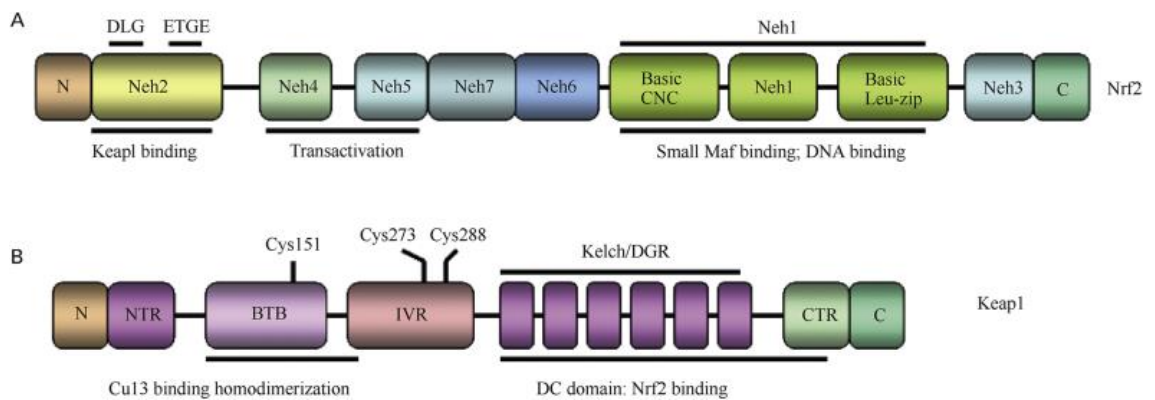 A
DLG ETGE
Neh1
N Neh2 Neh4 Neh5 Neh7 Neh6 Basic CNC Neh1 Basic Leu-zip Neh3 C Nrf2
Keapl binding Transactivation Small Maf binding; DNA binding
B
Cys151 Cys273 Cys288
Kelch/DGR
N NTR BTB IVR CTR C Keap1
Cu13 binding homodimerization DC domain: Nrf2 binding